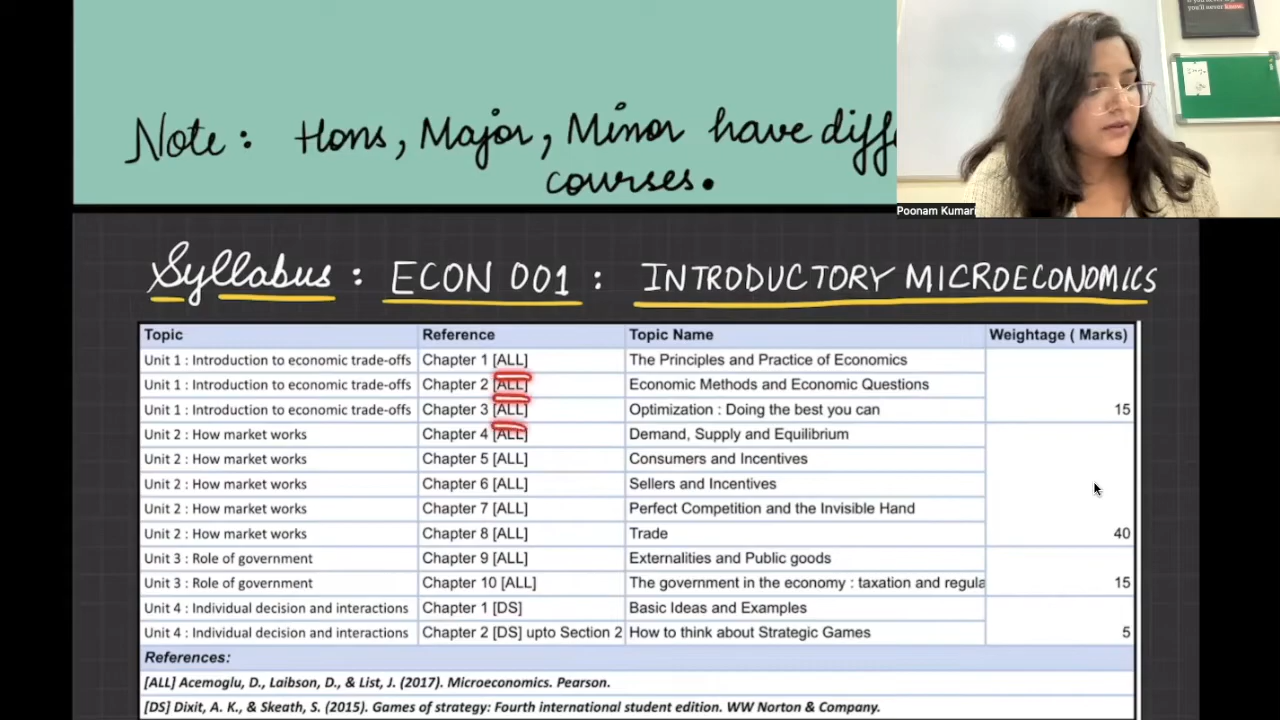 if you never
you'll never know.
Note : Hons, Major, Minor have diff
courses.
Poonam Kumari
Syllabus : ECON 001 : INTRODUCTORY MICROECONOMICS
Topic Reference Topic Name Weightage ( Marks)
Unit 1 : Introduction to economic trade-offs Chapter 1 [ALL] The Principles and Practice of Economics
Unit 1 : Introduction to economic trade-offs Chapter 2 [ALL] Economic Methods and Economic Questions
Unit 1 : Introduction to economic trade-offs Chapter 3 [ALL] Optimization : Doing the best you can 15
Unit 2 : How market works Chapter 4 [ALL] Demand, Supply and Equilibrium
Unit 2 : How market works Chapter 5 [ALL] Consumers and Incentives
Unit 2 : How market works Chapter 6 [ALL] Sellers and Incentives
Unit 2 : How market works Chapter 7 [ALL] Perfect Competition and the Invisible Hand
Unit 2 : How market works Chapter 8 [ALL] Trade 40
Unit 3 : Role of government Chapter 9 [ALL] Externalities and Public goods
Unit 3 : Role of government Chapter 10 [ALL] The government in the economy : taxation and regula 15
Unit 4 : Individual decision and interactions Chapter 1 [DS] Basic Ideas and Examples
Unit 4 : Individual decision and interactions Chapter 2 [DS] upto Section 2 How to think about Strategic Games 5
References:
[ALL] Acemoglu, D., Laibson, D., & List, J. (2017). Microeconomics. Pearson.
[DS] Dixit, A. K., & Skeath, S. (2015). Games of strategy: Fourth international student edition. WW Norton & Company.